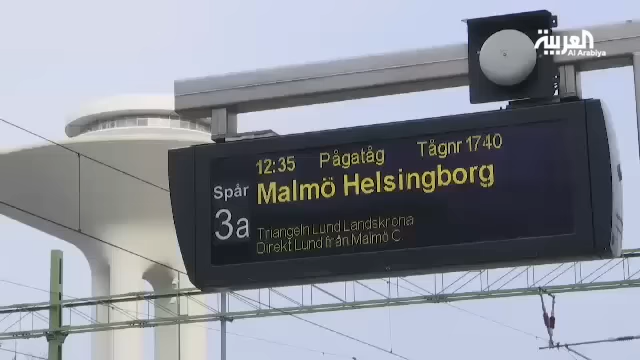 العربية
Al Arabiya
12:35 Pågatåg Tågnr 1740
Spår Malmö Helsingborg
3a
Triangeln Lund Landskrona
Direkt Lund från Malmö C